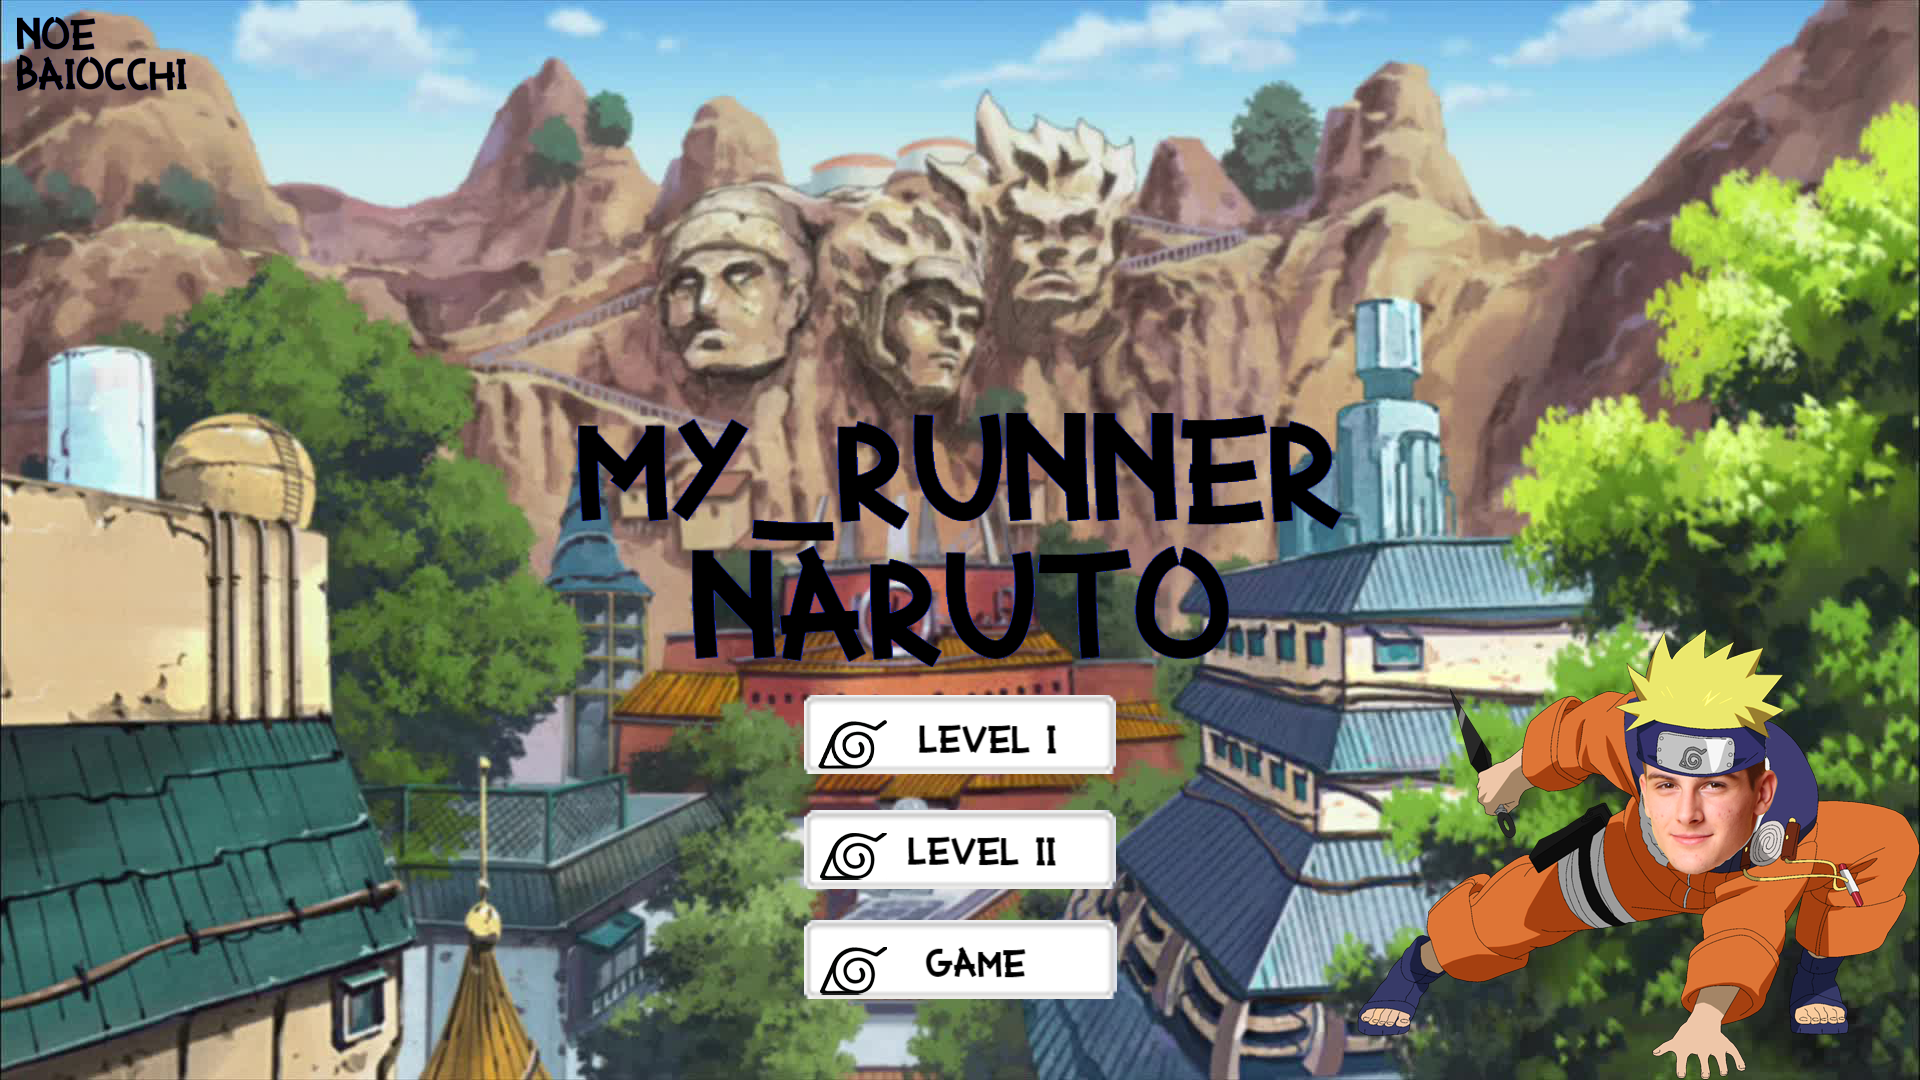 NOE
BAIOCCHI
MY_RUNNER
NARUTO
LEVEL I
LEVEL II
GAME